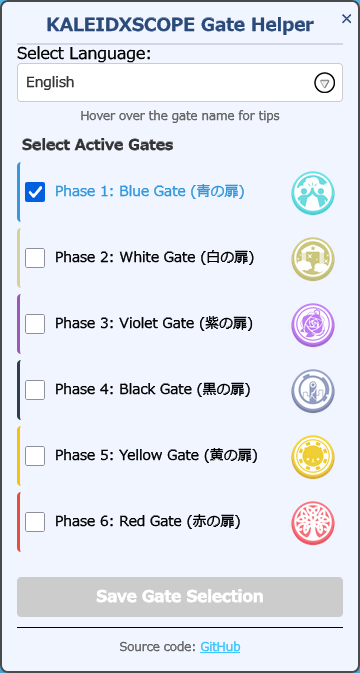 KALEIDXSCOPE Gate Helper
×
Select Language:
English
Hover over the gate name for tips
Select Active Gates
Phase 1: Blue Gate (青の扉)
Phase 2: White Gate (白の扉)
Phase 3: Violet Gate (紫の扉)
Phase 4: Black Gate (黒の扉)
Phase 5: Yellow Gate (黄の扉)
Phase 6: Red Gate (赤の扉)
Save Gate Selection
Source code: GitHub